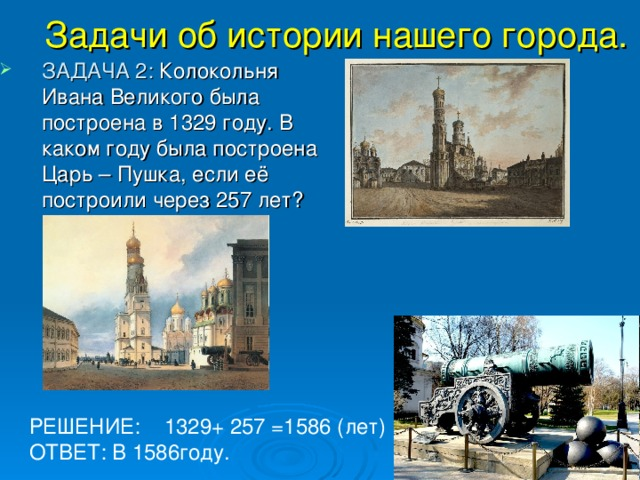 Задачи об истории нашего города.
ЗАДАЧА 2: Колокольня
Ивана Великого была
построена в 1329 году. В
каком году была построена
Царь – Пушка, если её
построили через 257 лет?
РЕШЕНИЕ: 1329+ 257 =1586 (лет)
ОТВЕТ: В 1586году.